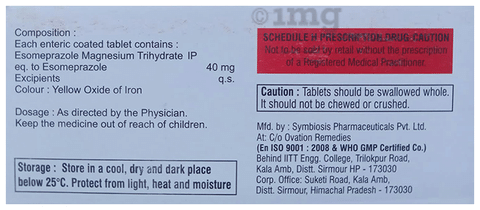 1mg
Composition :
Each enteric coated tablet contains :
Esomeprazole Magnesium Trihydrate IP
eq. to Esomeprazole 40 mg
Excipients q.s.
Colour : Yellow Oxide of Iron
Dosage : As directed by the Physician.
Keep the medicine out of reach of children.
Storage : Store in a cool, dry and dark place
below 25°C. Protect from light, heat and moisture
SCHEDULE H PRESCRIPTION DRUG CAUTION
Not to be sold by retail without the prescription
of a Registered Medical Practitioner.
Caution : Tablets should be swallowed whole.
It should not be chewed or crushed.
Mfd. by : Symbiosis Pharmaceuticals Pvt. Ltd.
At: C/o Ovation Remedies
(En ISO 9001 : 2008 & WHO GMP Certified Co.)
Behind IITT Engg. College, Trilokpur Road,
Kala Amb, Distt. Sirmour HP - 173030
Corp. Office: Suketi Road, Kala Amb,
Distt. Sirmour, Himachal Pradesh - 173030